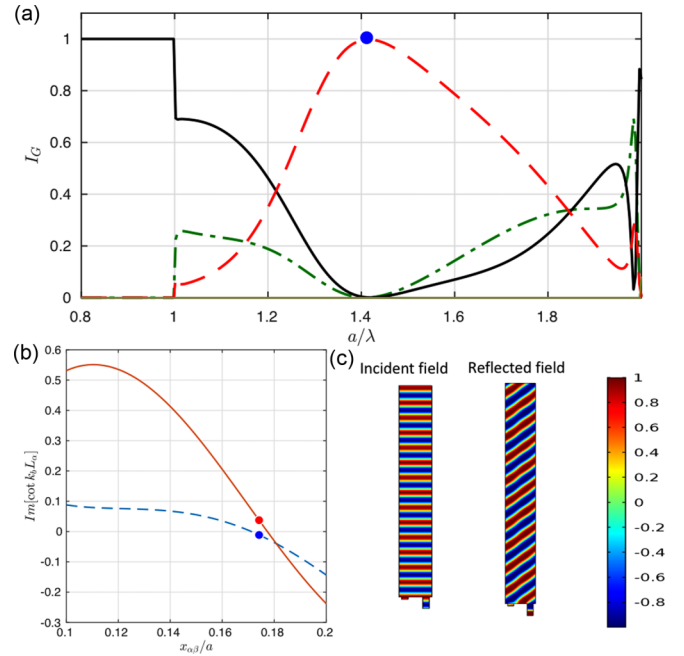 (a)
1
0.8
0.6
0.4
0.2
0
I_G
0.8 1 1.2 1.4 1.6 1.8
a/λ
(b)
0.6
0.5
0.4
0.3
0.2
0.1
0
-0.1
-0.2
-0.3
Im[cot k_b L_α]
0.1 0.12 0.14 0.16 0.18 0.2
x_{αβ}/a
(c)
Incident field Reflected field
1
0.8
0.6
0.4
0.2
0
-0.2
-0.4
-0.6
-0.8